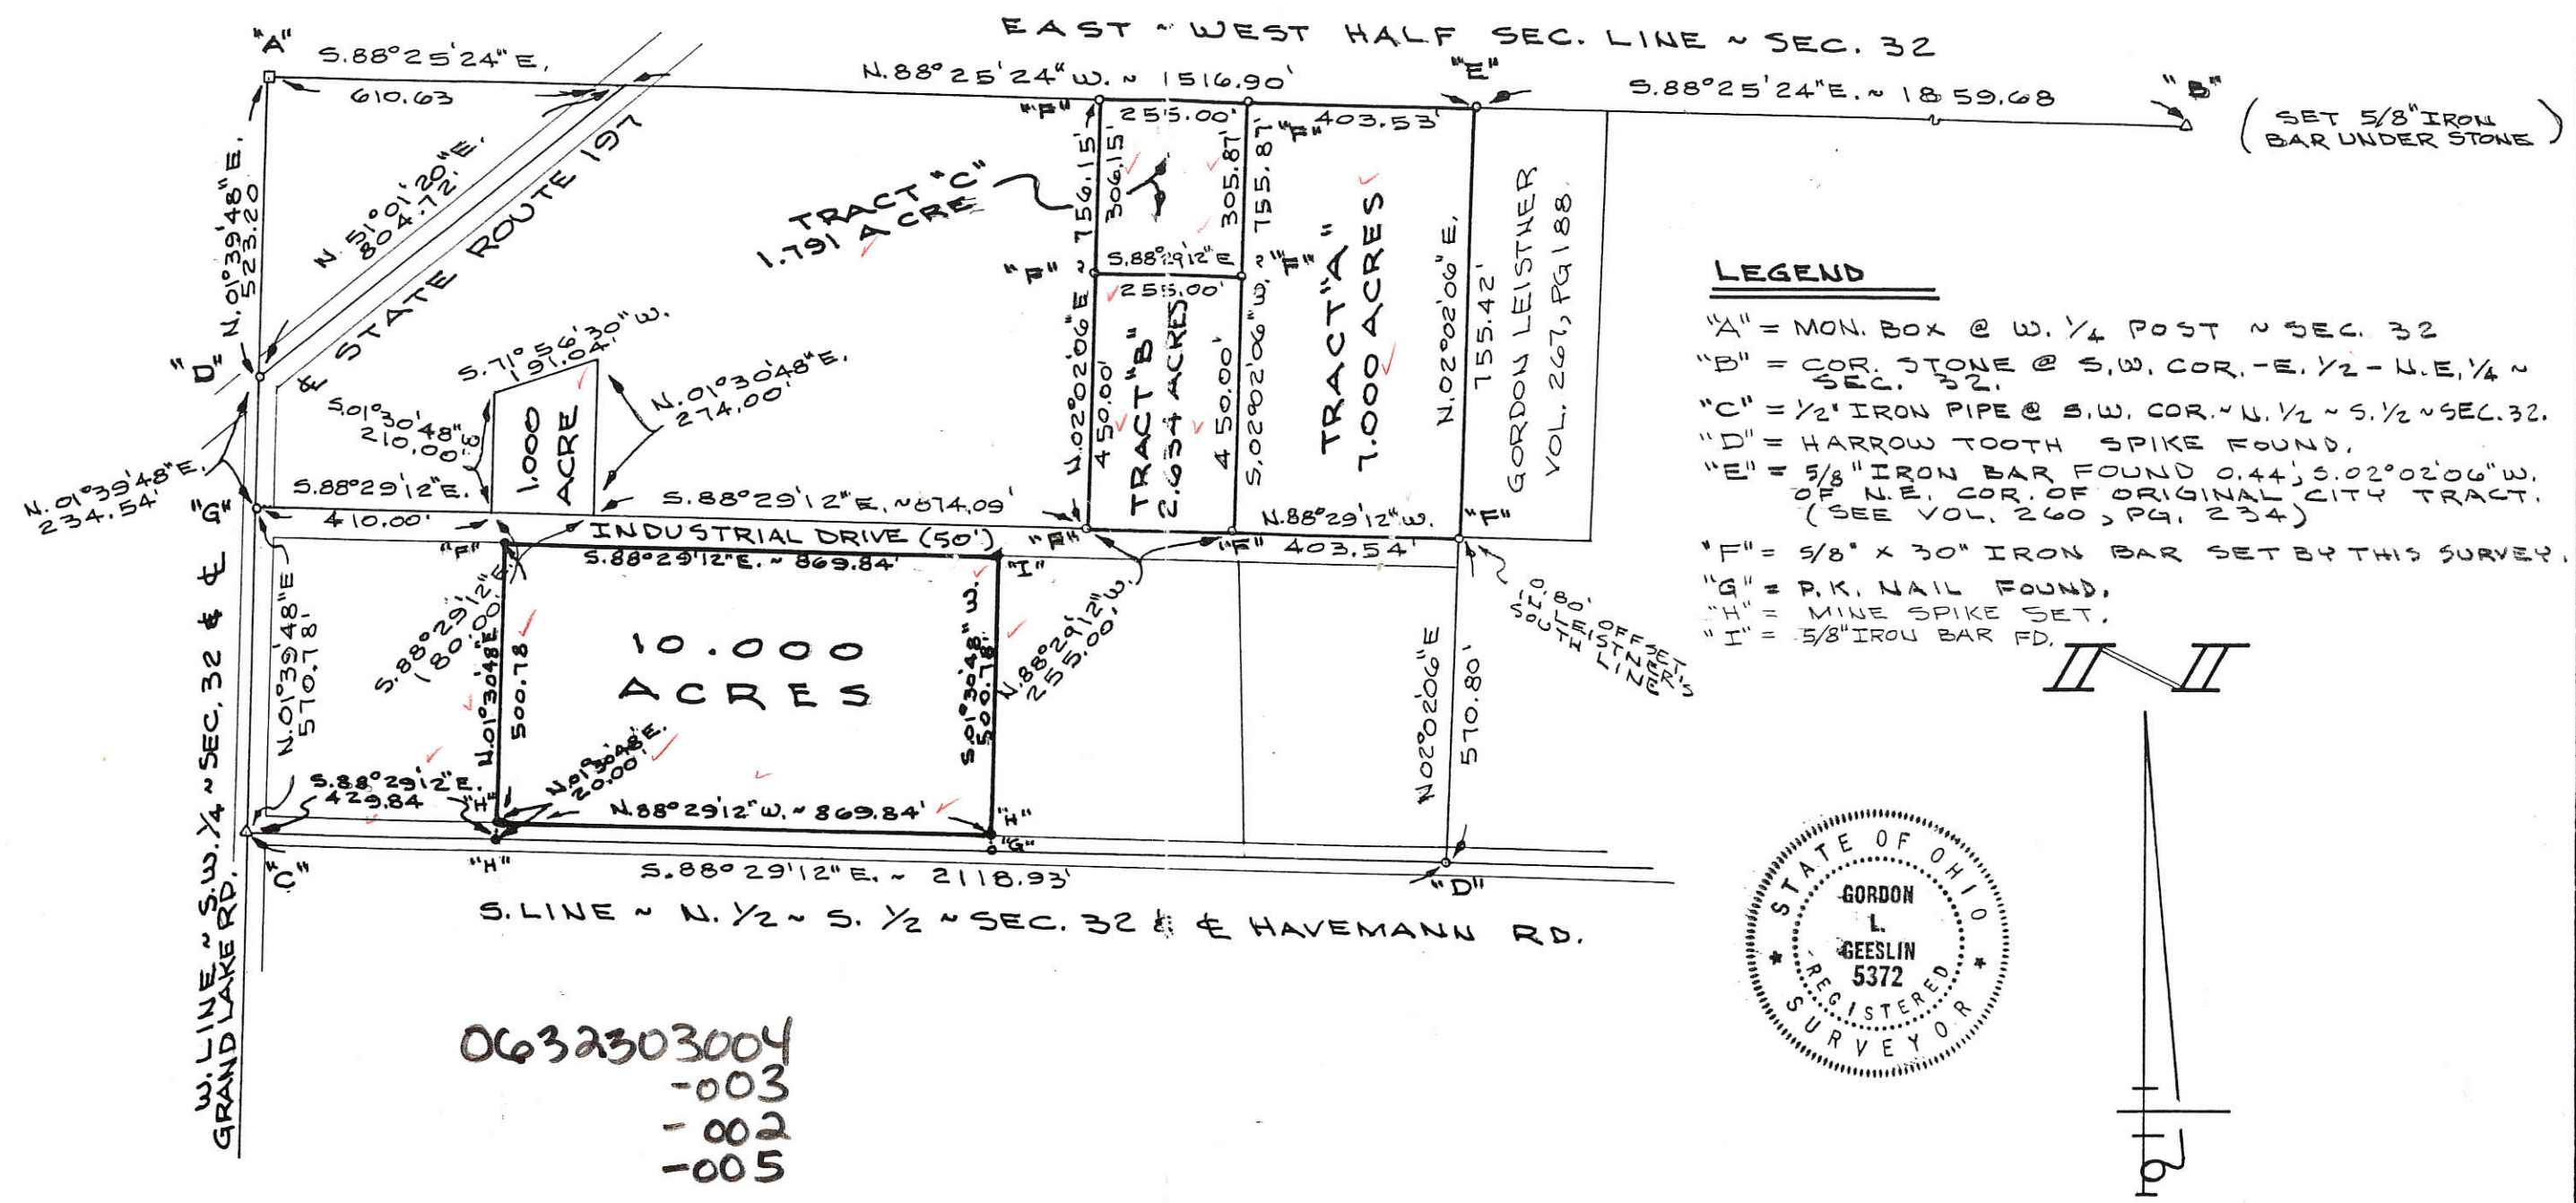 EAST ~ WEST HALF SEC. LINE ~ SEC. 32
"A"
S.88°25'24"E.
610.63
N.88°25'24"W. ~ 1516.90'
"E"
S.88°25'24"E. ~ 1859.68
"B"
( SET 5/8" IRON
BAR UNDER STONE )
"F"
255.00'
"F"
403.53'
N.01°39'48"E.
523.20
N.51°01'20"E.
804.72'
℄ STATE ROUTE 197
TRACT "C"
1.791 ACRE
756.15'
306.15'
305.87'
755.87'
TRACT "A"
7.000 ACRES
N.02°02'06"E.
755.42'
GORDON LEISTNER
VOL. 267, PG 188.
"F"
S.88°29'12"E
"F"
255.00'
N.02°02'06"E ~
450.00'
TRACT "B"
2.634 ACRES
450.00'
S.02°02'06"W. ~
"D"
S.71°56'30"W.
191.04'
S.01°30'48"E
210.00'
1.000
ACRE
N.01°30'48"E.
274.00'
N.01°39'48"E.
234.54'
"G"
S.88°29'12"E.
410.00'
S.88°29'12"E. ~ 874.09'
N.88°29'12"W.
403.54'
"F"
"F"
INDUSTRIAL DRIVE (50')
"F"
"F"
S.88°29'12"E. ~ 869.84'
"I"
S.88°29'12"E.
180.00'
N.88°29'12"W.
255.00'
0.80' OFFSET
IN LEISTNER'S
SOUTH LINE
N.01°39'48"E
570.78'
N.01°30'48"E
500.78'
10.000
ACRES
S.01°30'48"W.
500.78'
N02°02'06"E
570.80'
S.88°29'12"E.
429.84
"H"
N.01°30'48"E.
20.00'
N.88°29'12"W. ~ 869.84'
"H"
"G"
"C"
"H"
S.88°29'12"E. ~ 2118.93'
"D"
S. LINE ~ N. 1/2 ~ S. 1/2 ~ SEC. 32 & ℄ HAVEMANN RD.
W. LINE ~ S.W. 1/4 ~ SEC. 32 & ℄
GRAND LAKE RD.
LEGEND
"A" = MON. BOX @ W. 1/4 POST ~ SEC. 32
"B" = COR. STONE @ S.W. COR. - E. 1/2 - N.E. 1/4 ~
SEC. 32.
"C" = 1/2" IRON PIPE @ S.W. COR. ~ N. 1/2 ~ S. 1/2 ~ SEC. 32.
"D" = HARROW TOOTH SPIKE FOUND.
"E" = 5/8" IRON BAR FOUND 0.44', S.02°02'06"W.
OF N.E. COR. OF ORIGINAL CITY TRACT.
(SEE VOL. 260, PG. 234)
"F" = 5/8" X 30" IRON BAR SET BY THIS SURVEY.
"G" = P.K. NAIL FOUND.
"H" = MINE SPIKE SET.
"I" = 5/8" IRON BAR FD.
N
STATE OF OHIO
GORDON
L.
GEESLIN
5372
REGISTERED
SURVEYOR
0632303004
-003
-002
-005